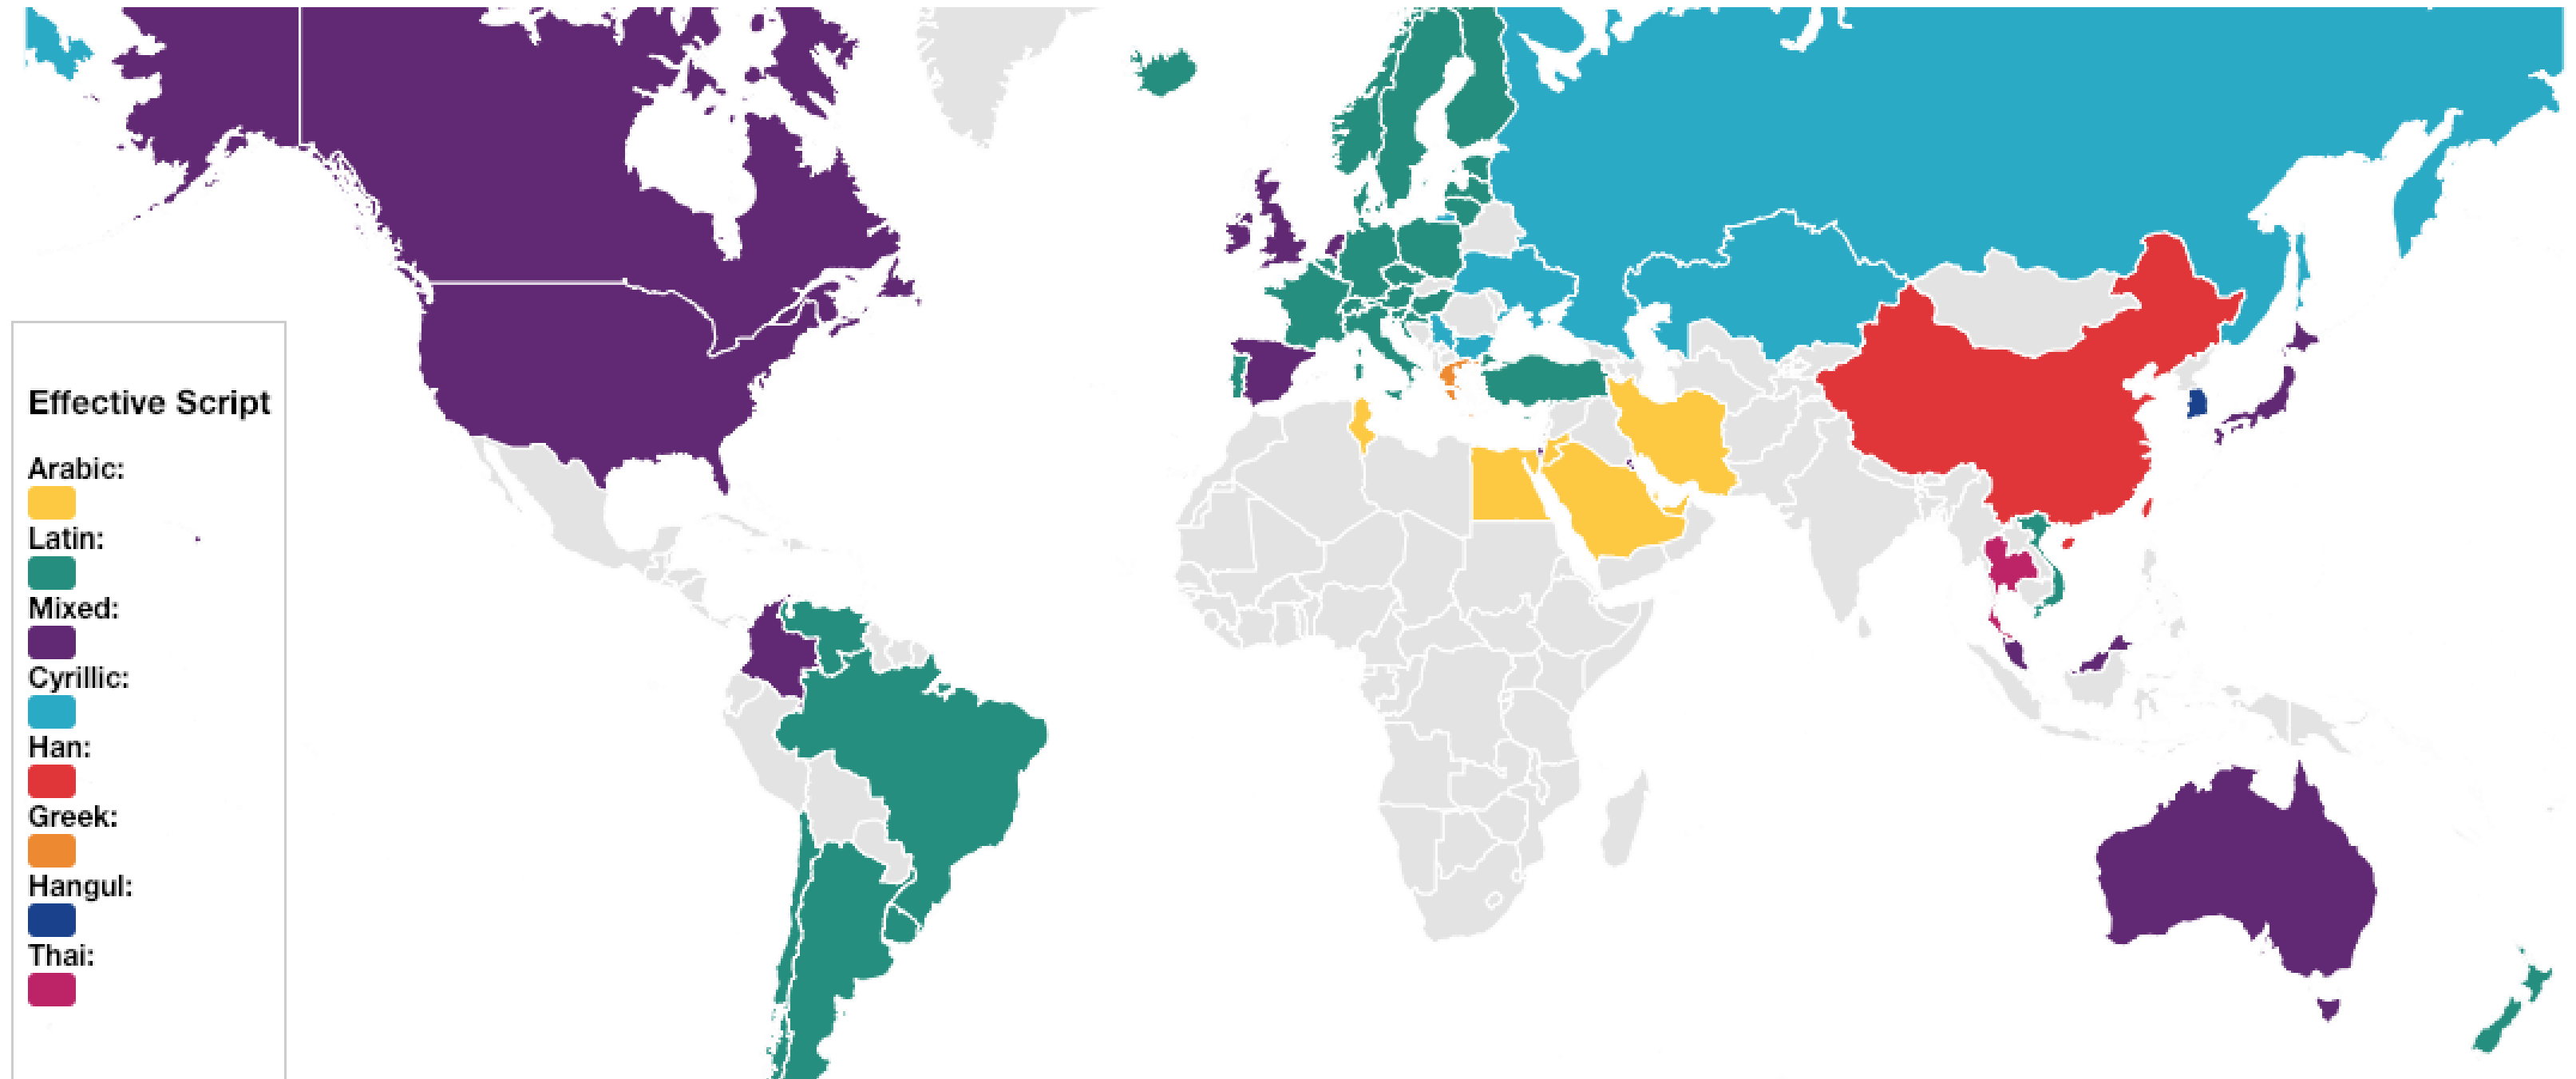 Effective Script
Arabic:
Latin:
Mixed:
Cyrillic:
Han:
Greek:
Hangul:
Thai: